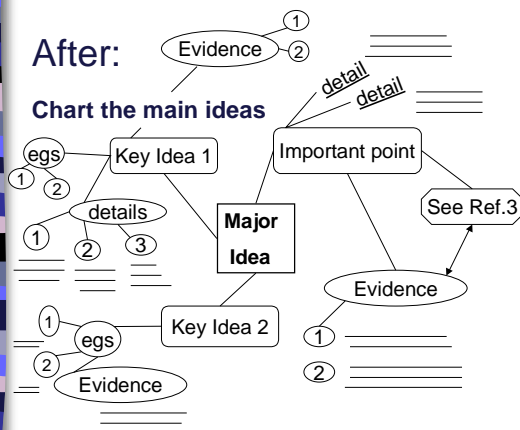 After:
Chart the main ideas
Evidence
1
2
detail
detail
egs
1
2
Key Idea 1
Important point
details
1
2
3
Major
Idea
See Ref.3
Evidence
1
2
Key Idea 2
1
egs
2
Evidence